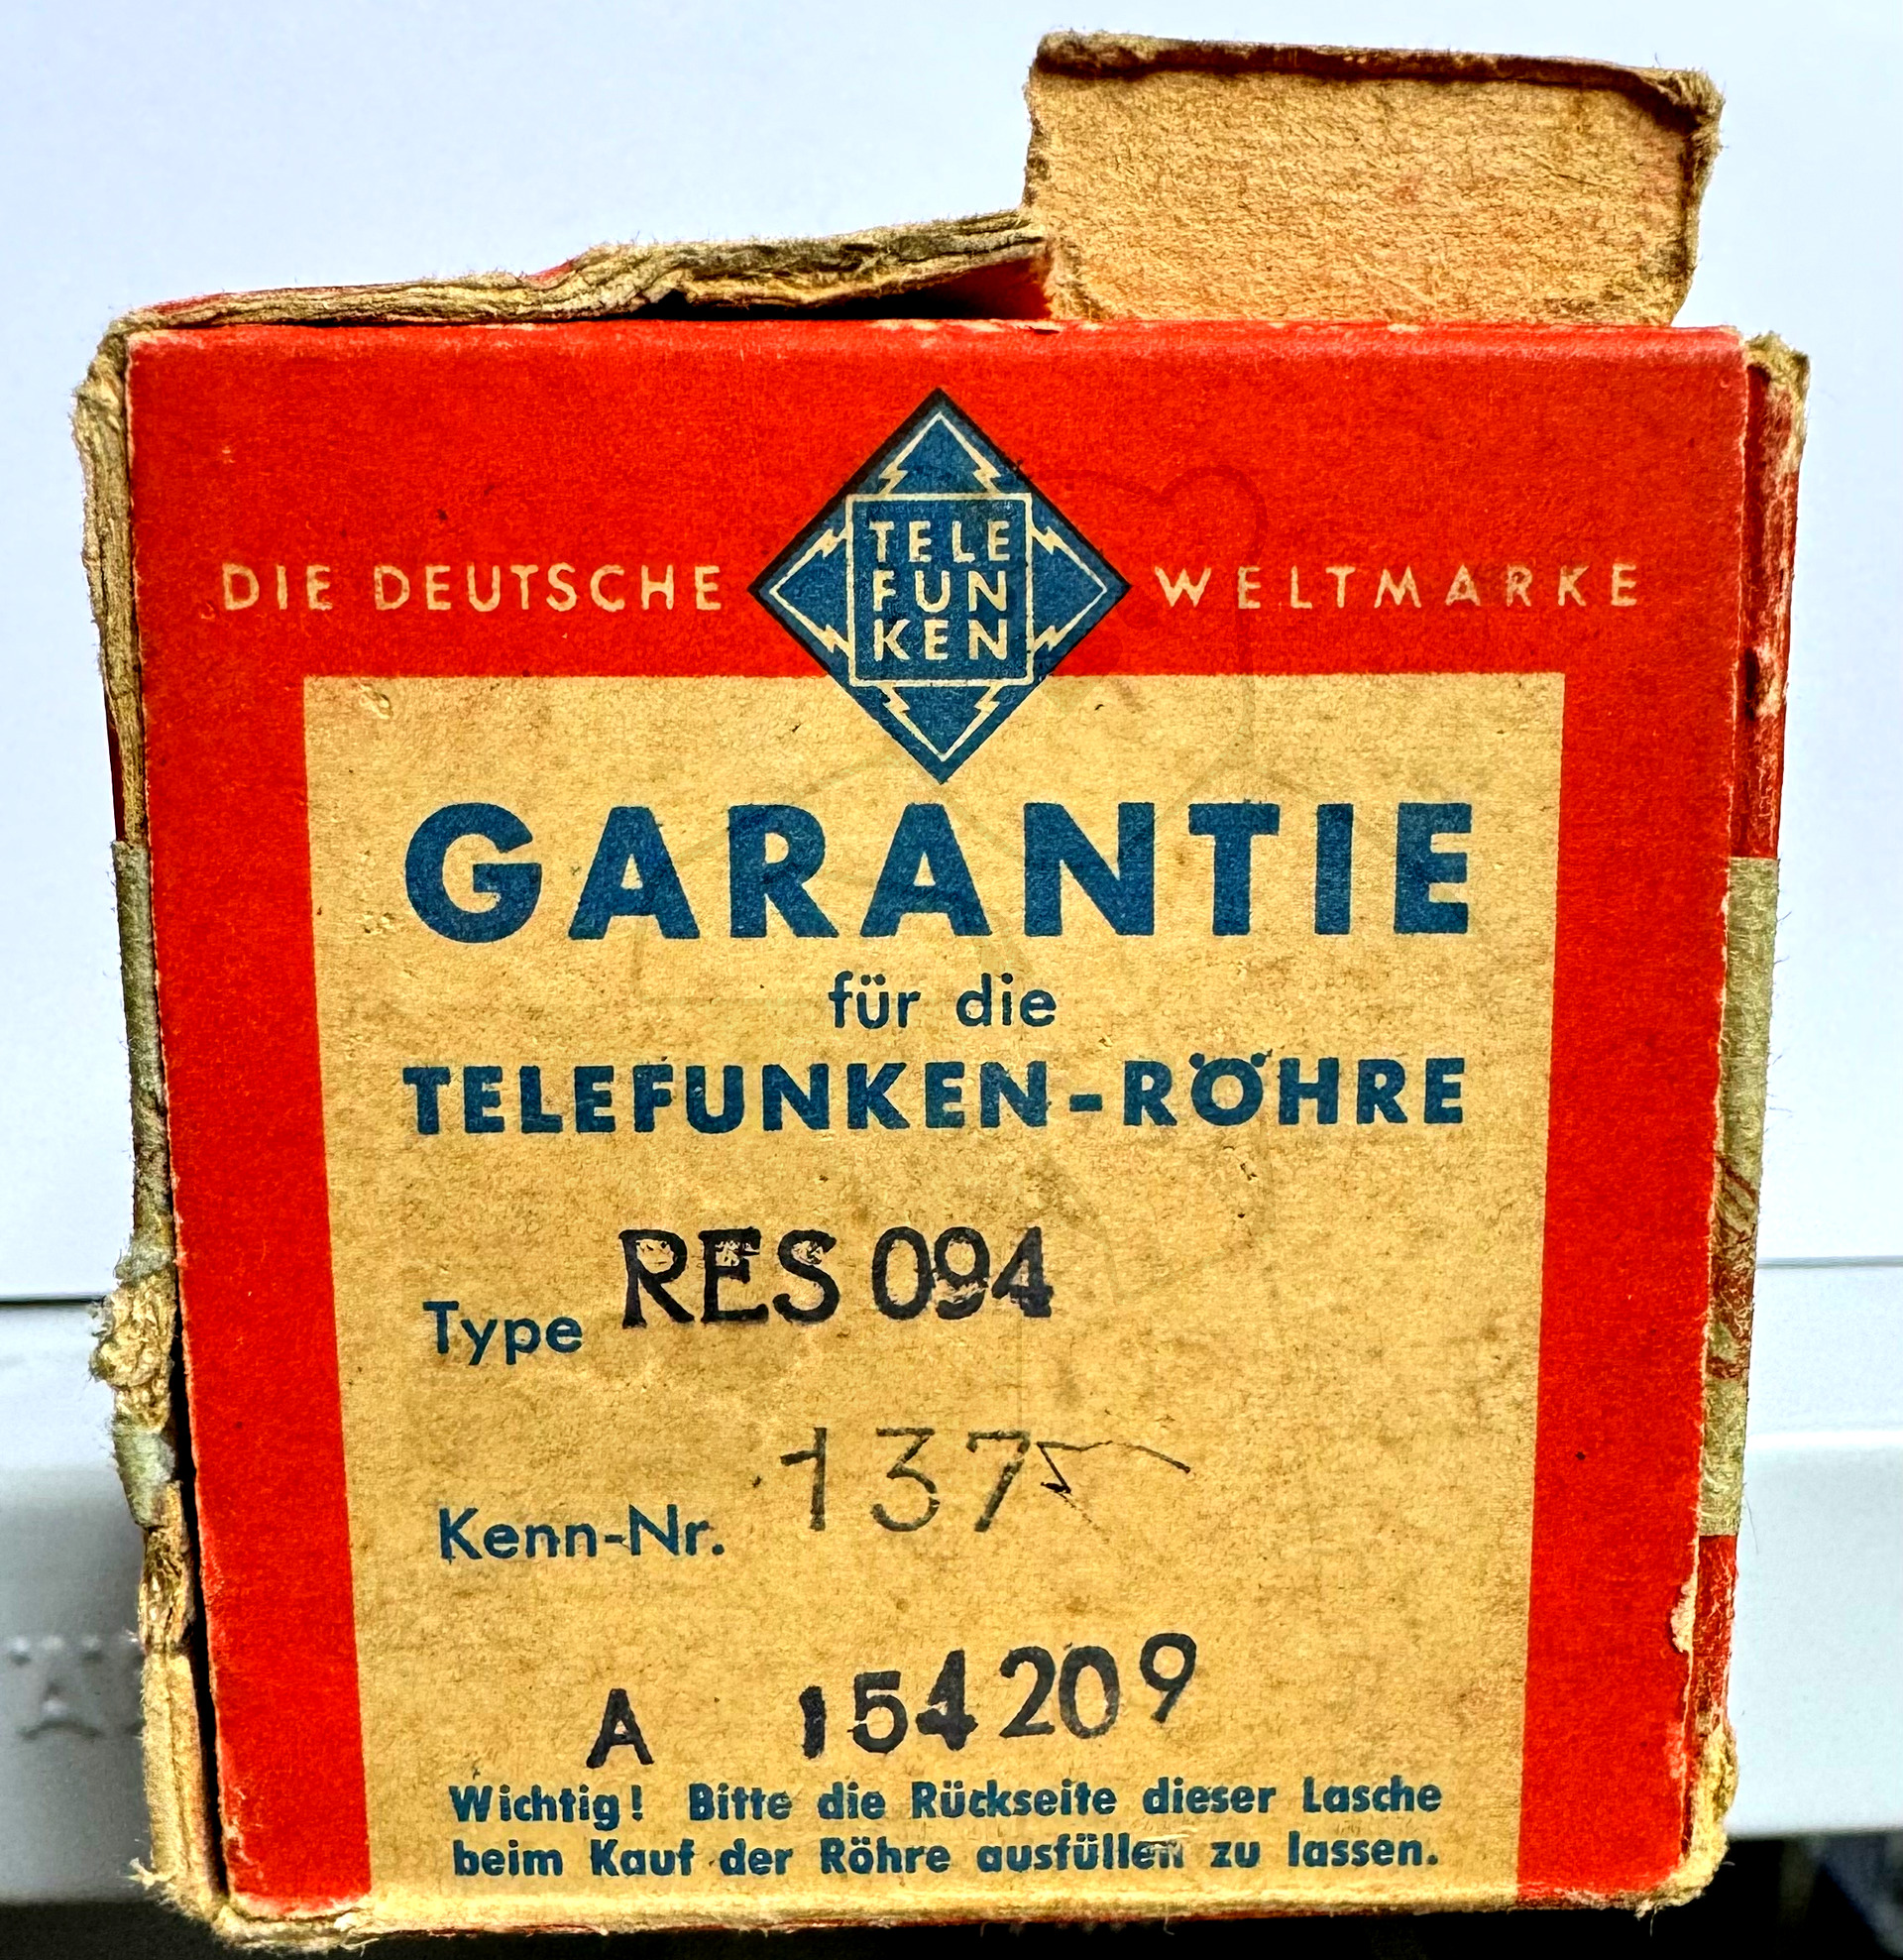 TELE
FUN
KEN
DIE DEUTSCHE WELTMARKE
GARANTIE
für die
TELEFUNKEN-RÖHRE
Type RES 094
Kenn-Nr. 137
A 154209
Wichtig! Bitte die Rückseite dieser Lasche
beim Kauf der Röhre ausfüllen zu lassen.